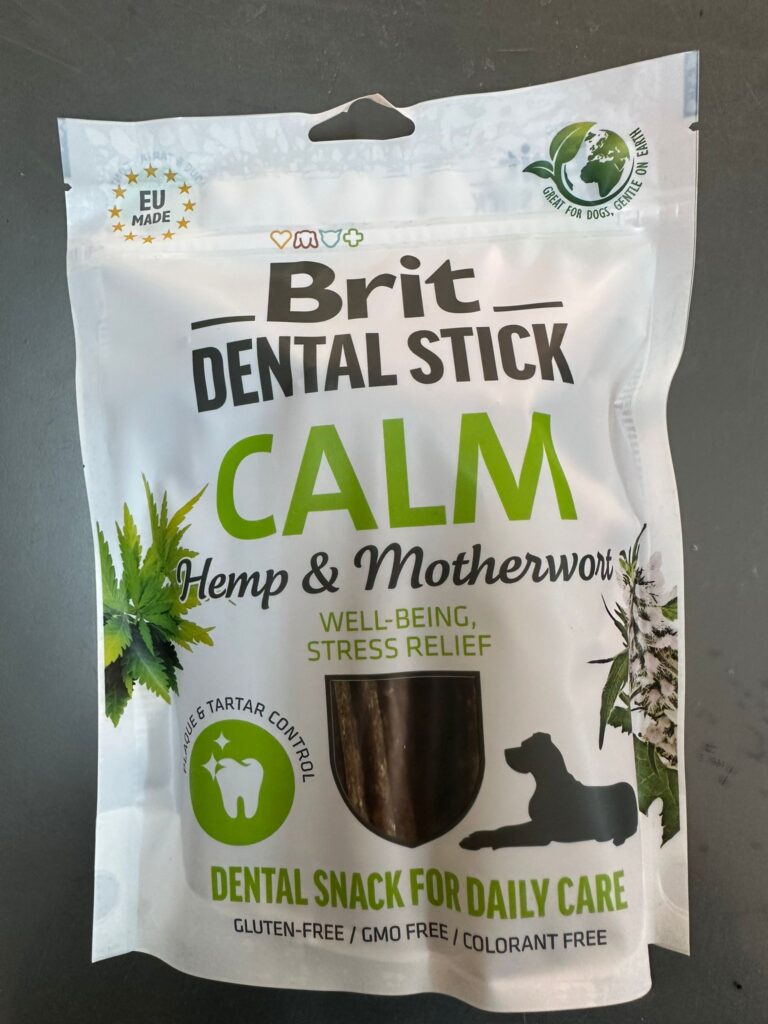 EU
MADE
GREAT FOR DOGS, GENTLE ON EARTH
Brit
DENTAL STICK
CALM
Hemp & Motherwort
WELL-BEING,
STRESS RELIEF
PLAQUE & TARTAR CONTROL
DENTAL SNACK FOR DAILY CARE
GLUTEN-FREE / GMO FREE / COLORANT FREE